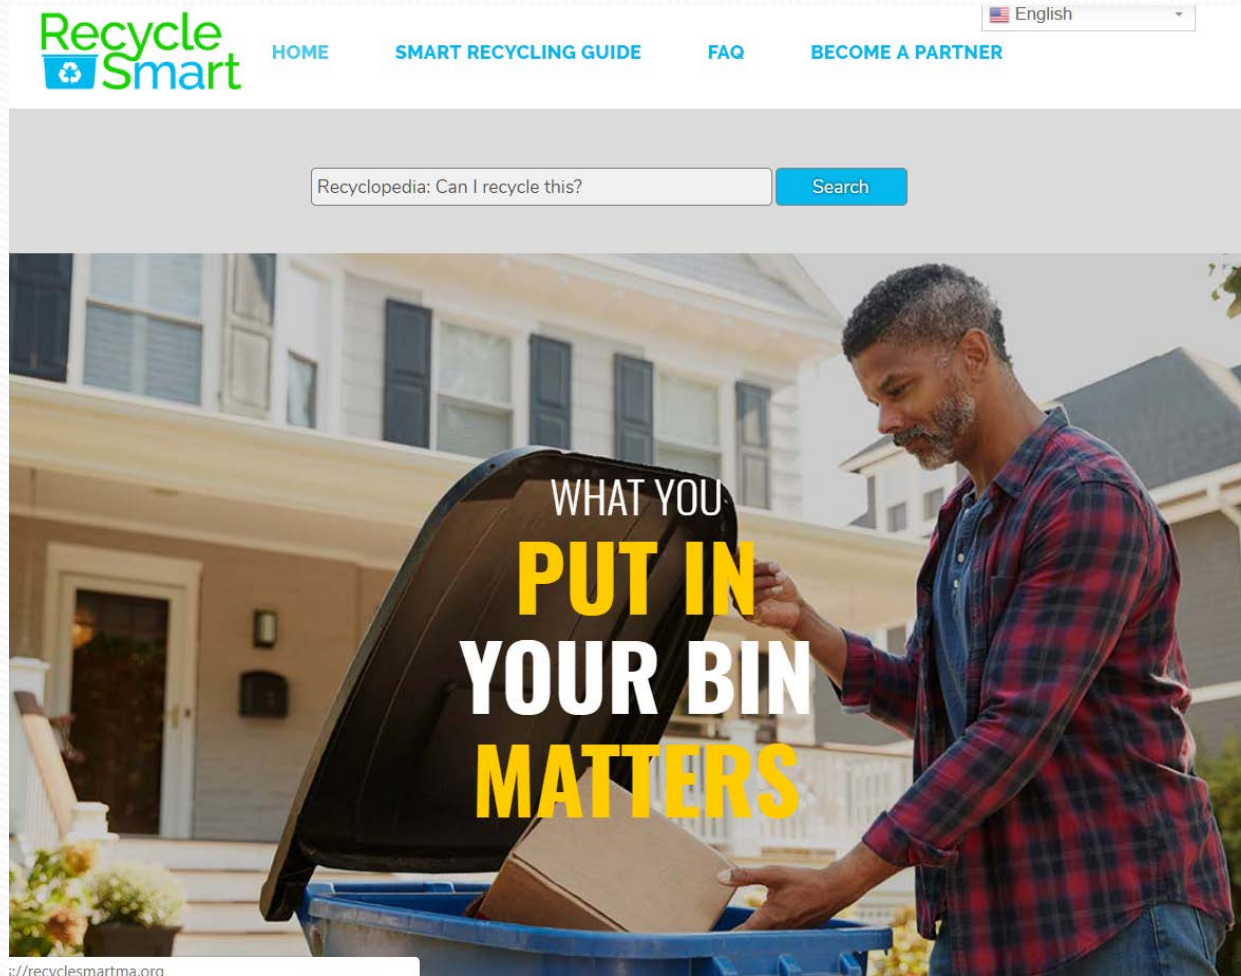 Recycle
Smart
HOME SMART RECYCLING GUIDE FAQ BECOME A PARTNER
English
Recyclopedia: Can I recycle this?
Search
WHAT YOU
PUT IN
YOUR BIN
MATTERS
s://recyclesmartma.org